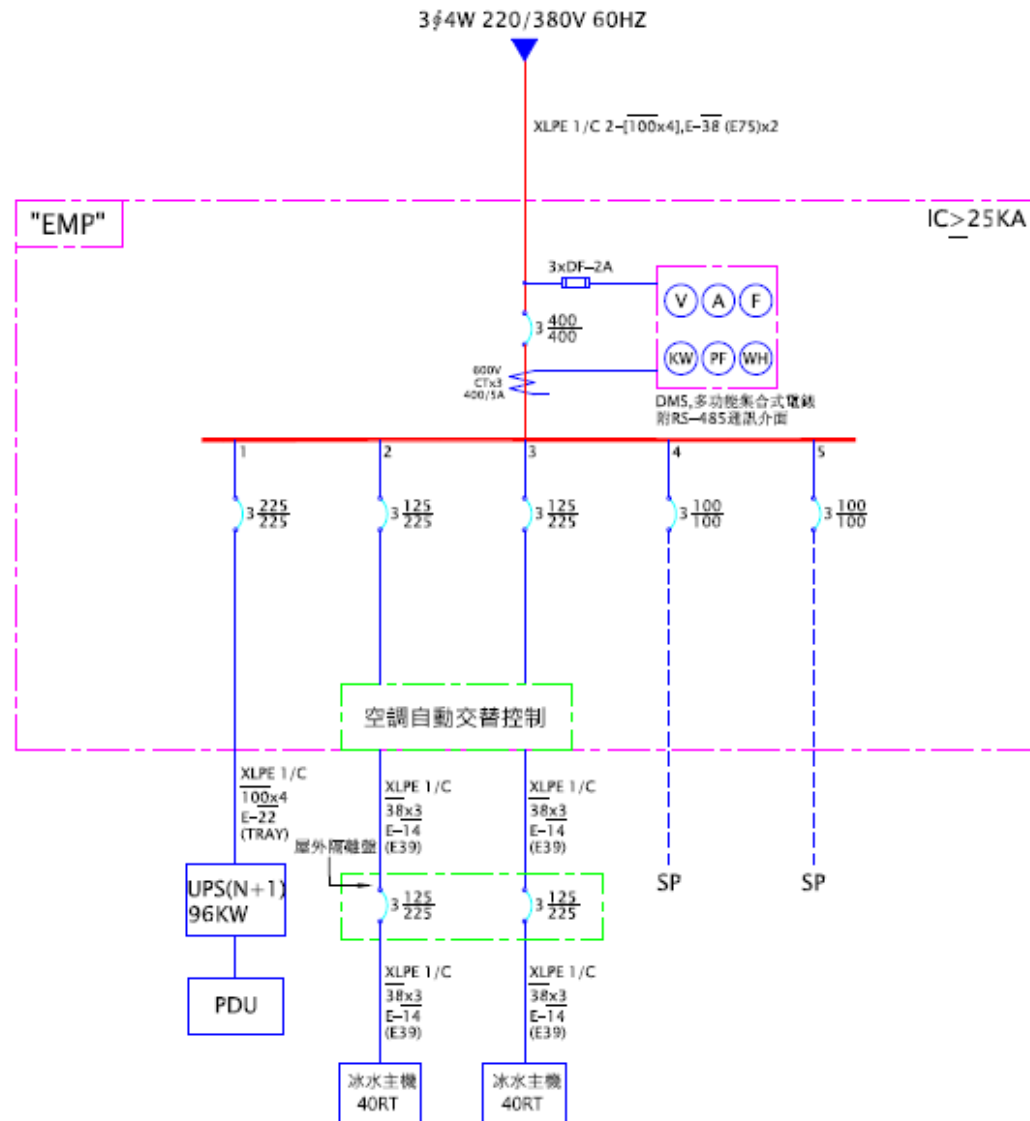 3∮4W 220/380V 60HZ
XLPE 1/C 2-[100x4],E-38 (E75)x2
"EMP"
IC≥25KA
3xDF-2A
V A F
3 400/400
KW PF WH
600V
CTx3
400/5A
DMS,多功能集合式電錶
附RS-485通訊介面
1 2 3 4 5
3 225/225 3 125/225 3 125/225 3 100/100 3 100/100
空調自動交替控制
XLPE 1/C
100x4
E-22
(TRAY)
XLPE 1/C
38x3
E-14
(E39)
XLPE 1/C
38x3
E-14
(E39)
屋外隔離盤
UPS(N+1)
96KW
3 125/225 3 125/225
SP SP
PDU
XLPE 1/C
38x3
E-14
(E39)
XLPE 1/C
38x3
E-14
(E39)
冰水主機
40RT
冰水主機
40RT